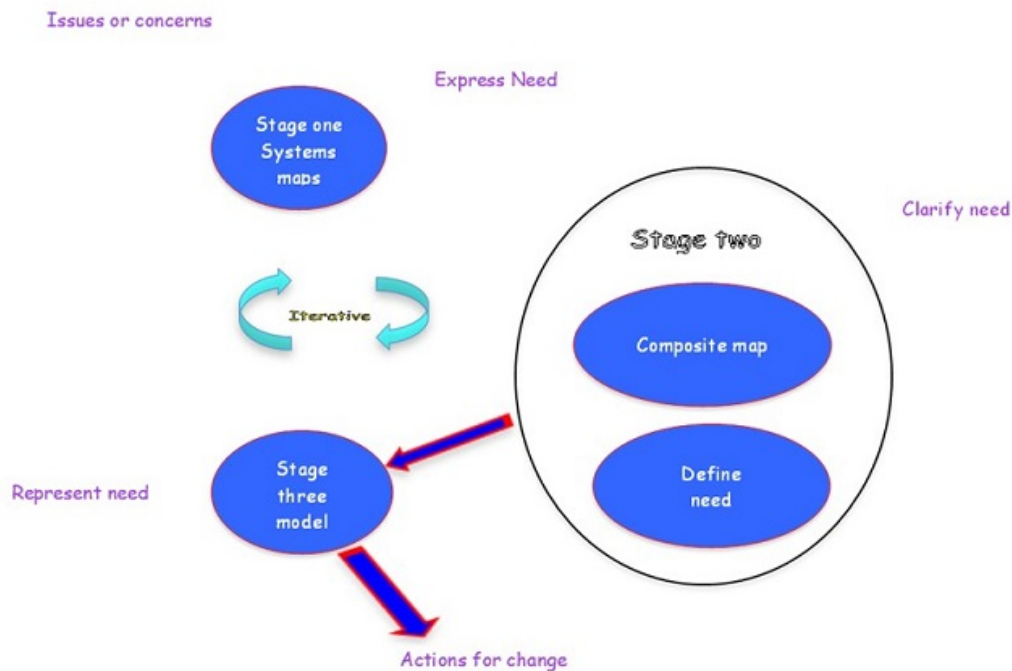 Issues or concerns
Express Need
Stage one
Systems
maps
Clarify need
Stage two
Iterative
Composite map
Represent need
Stage
three
model
Define
need
Actions for change